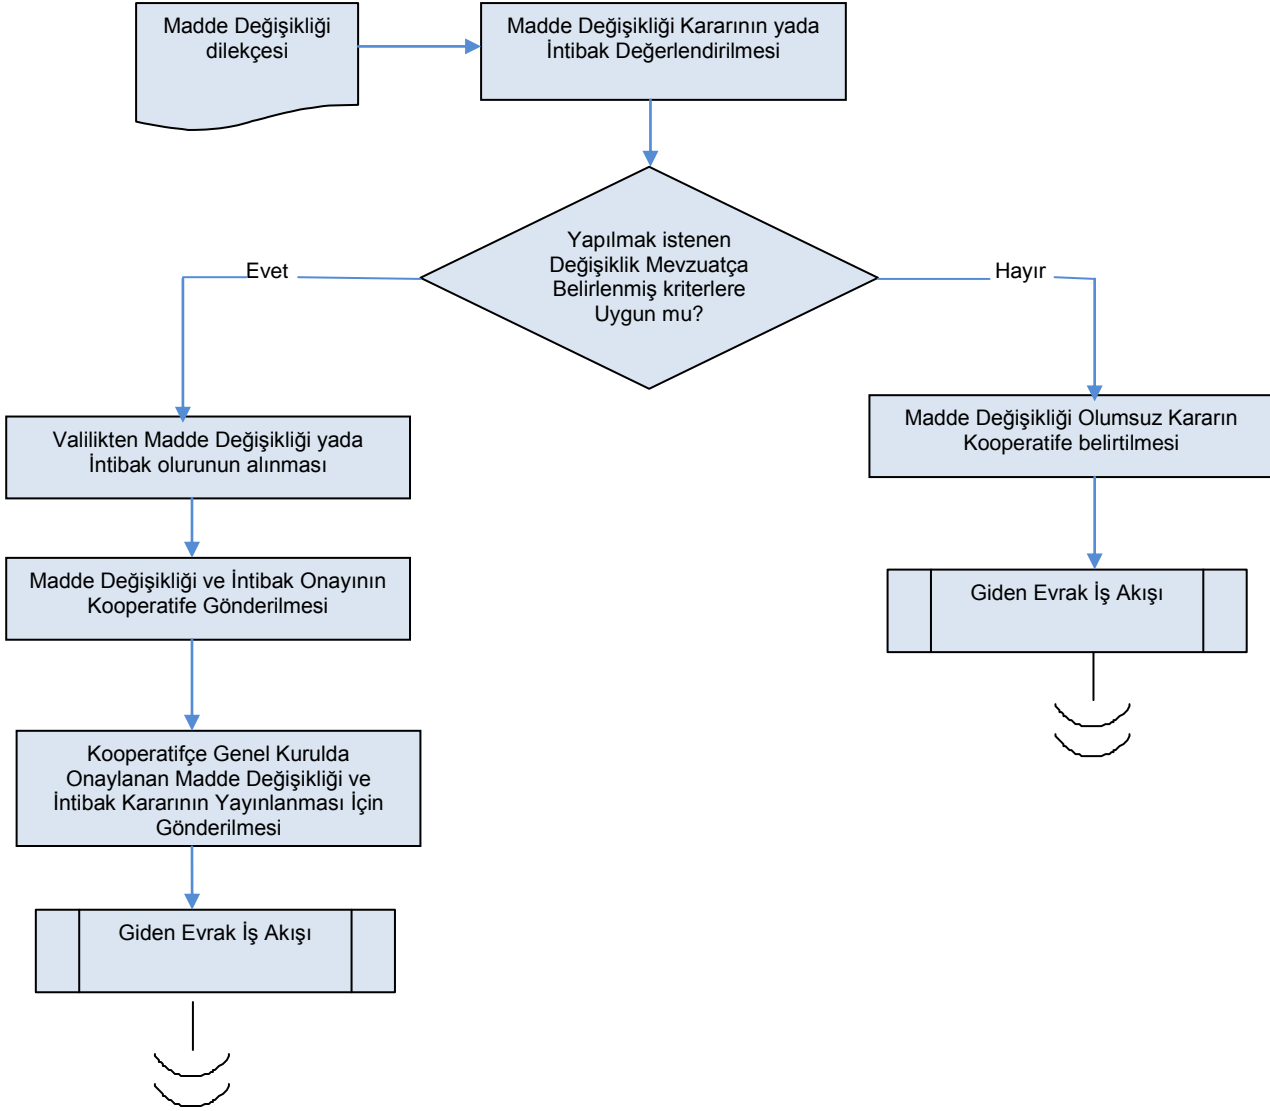 Madde Değişikliği
dilekçesi
Madde Değişikliği Kararının yada
İntibak Değerlendirilmesi
Yapılmak istenen
Değişiklik Mevzuatça
Belirlenmiş kriterlere
Uygun mu?
Evet
Hayır
Valilikten Madde Değişikliği yada
İntibak olurunun alınması
Madde Değişikliği Olumsuz Kararın
Kooperatife belirtilmesi
Madde Değişikliği ve İntibak Onayının
Kooperatife Gönderilmesi
Giden Evrak İş Akışı
Kooperatifçe Genel Kurulda
Onaylanan Madde Değişikliği ve
İntibak Kararının Yayınlanması İçin
Gönderilmesi
Giden Evrak İş Akışı